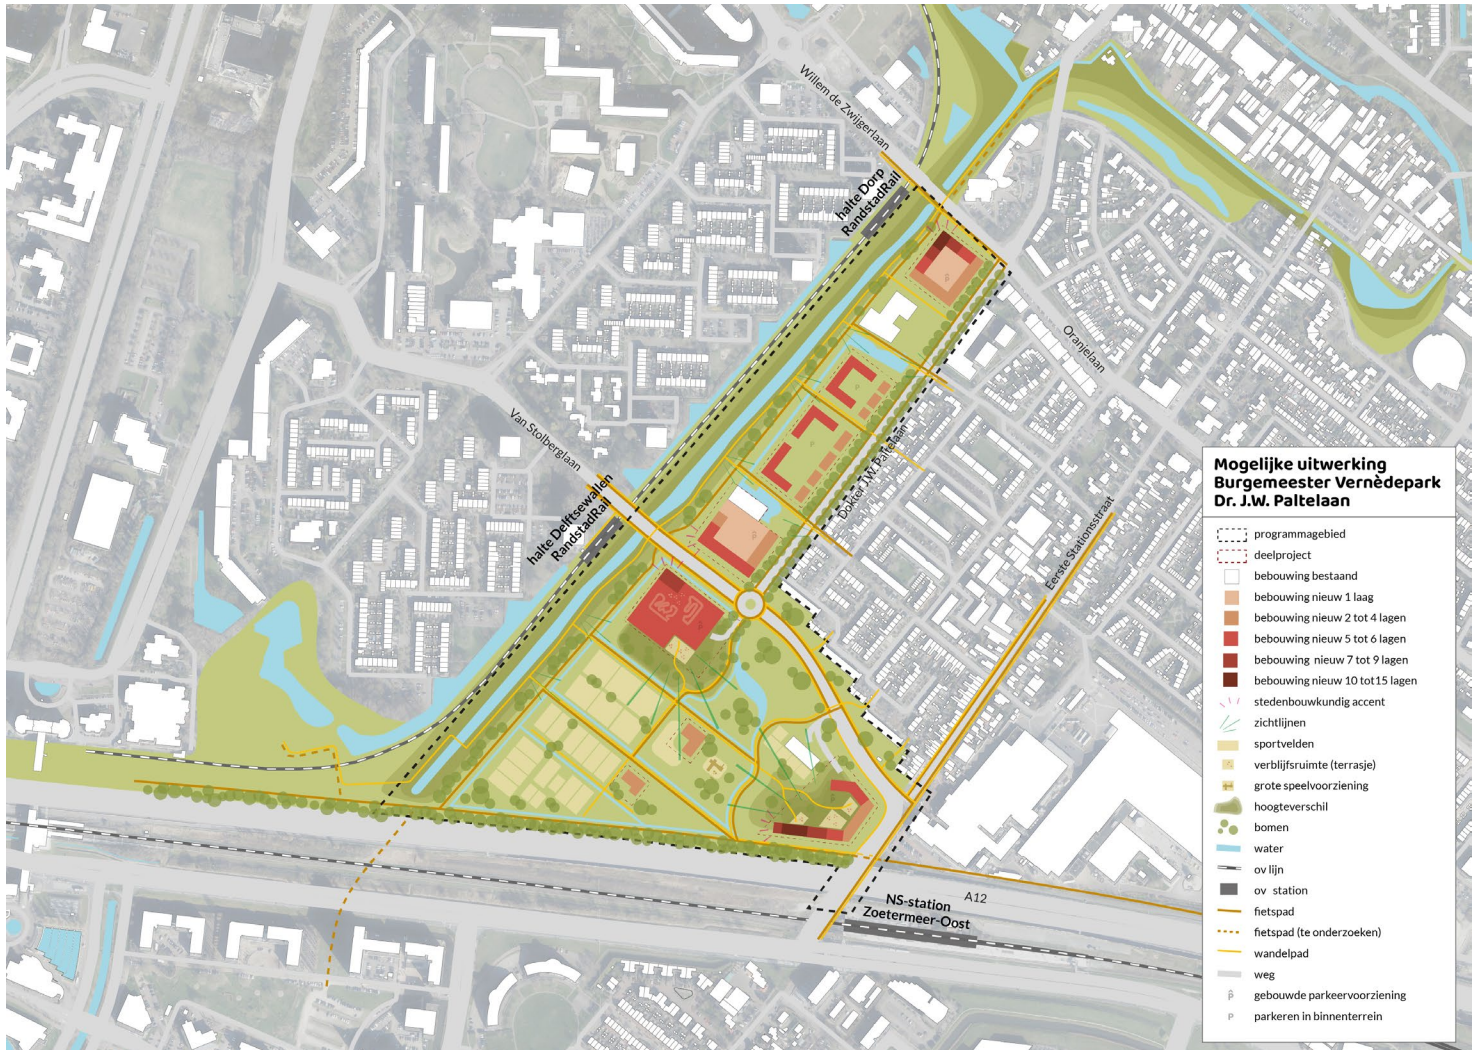 Willem de Zwijgerlaan
halte Dorp
RandstadRail
Oranjelaan
Van Stolberglaan
Dokter J.W. Paltelaan
halte Delftsewallen
RandstadRail
Eerste Stationsstraat
A12
NS-station
Zoetermeer-Oost
Mogelijke uitwerking
Burgemeester Vernèdepark
Dr. J.W. Paltelaan
programmagebied
deelproject
bebouwing bestaand
bebouwing nieuw 1 laag
bebouwing nieuw 2 tot 4 lagen
bebouwing nieuw 5 tot 6 lagen
bebouwing nieuw 7 tot 9 lagen
bebouwing nieuw 10 tot15 lagen
stedenbouwkundig accent
zichtlijnen
sportvelden
verblijfsruimte (terrasje)
grote speelvoorziening
hoogteverschil
bomen
water
ov lijn
ov station
fietspad
fietspad (te onderzoeken)
wandelpad
weg
gebouwde parkeervoorziening
P parkeren in binnenterrein